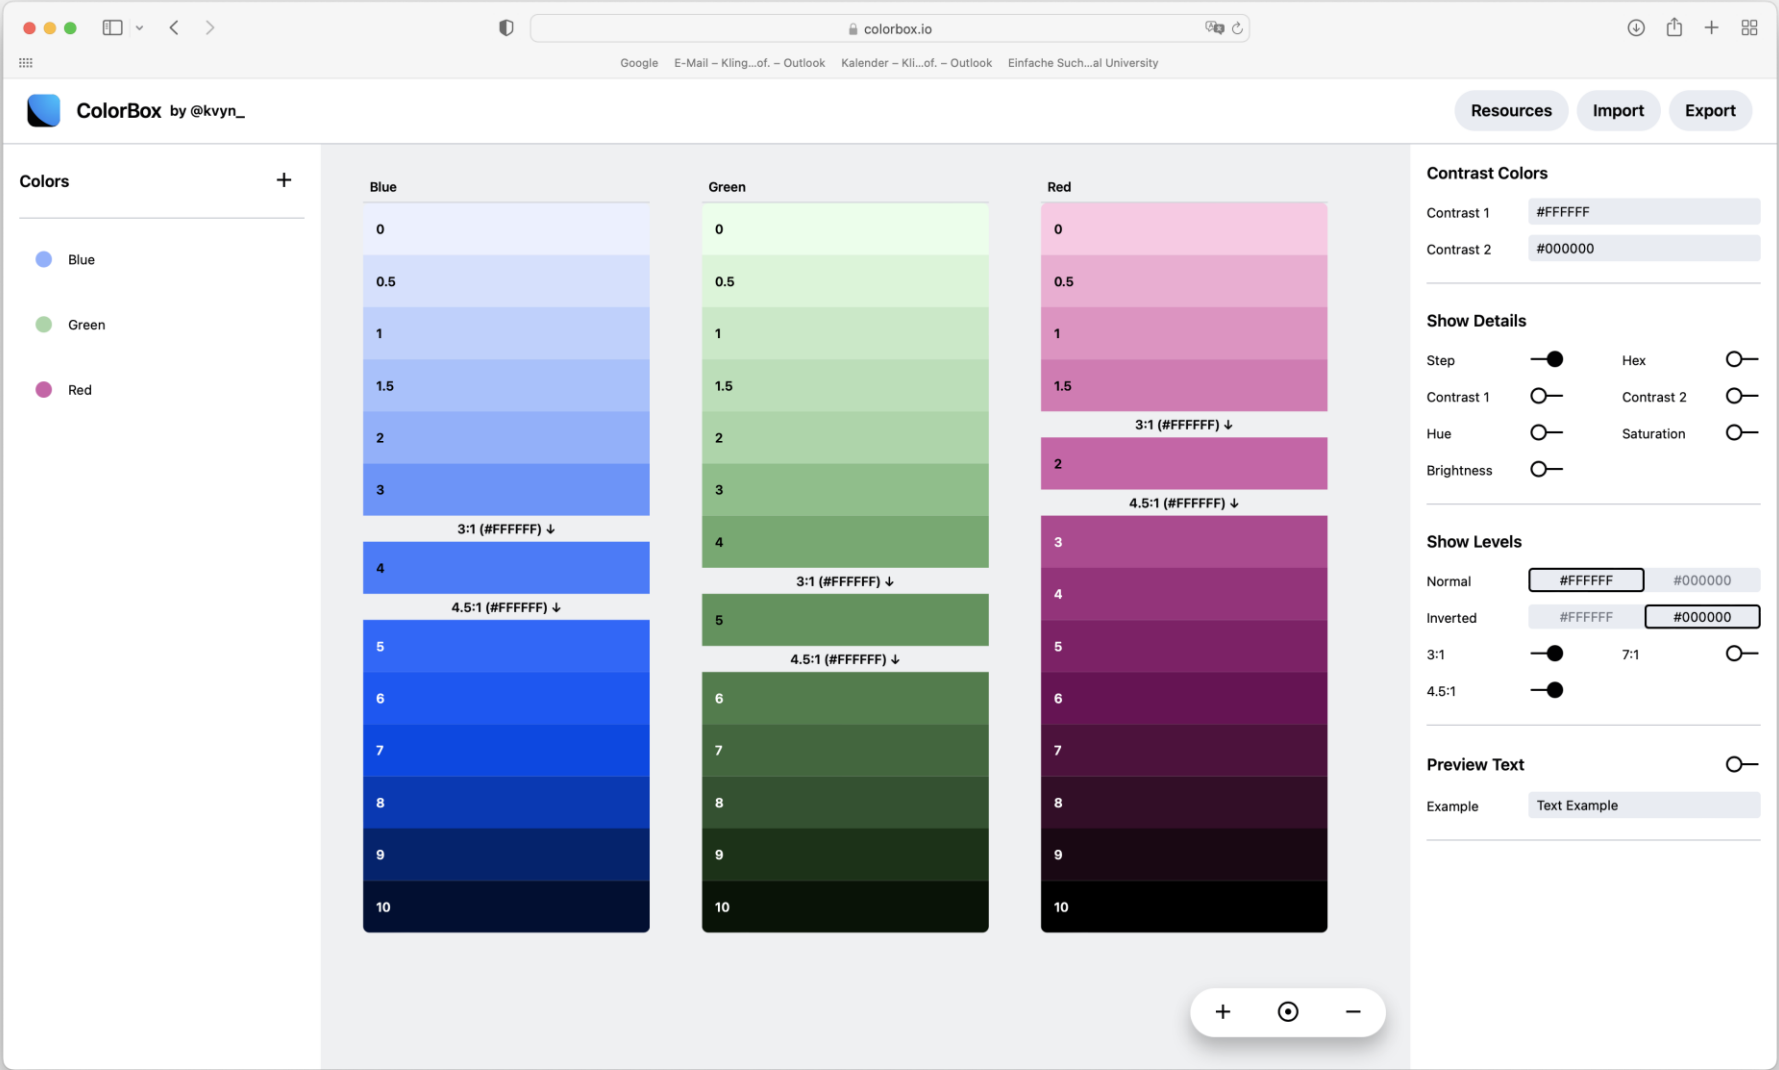 colorbox.io
Google E-Mail – Kling...of. – Outlook Kalender – Kli...of. – Outlook Einfache Such...al University
ColorBox by @kvyn_
Resources Import Export
Colors +
Blue
Green
Red
Blue
0
0.5
1
1.5
2
3
3:1 (#FFFFFF) ↓
4
4.5:1 (#FFFFFF) ↓
5
6
7
8
9
10
Green
0
0.5
1
1.5
2
3
4
3:1 (#FFFFFF) ↓
5
4.5:1 (#FFFFFF) ↓
6
7
8
9
10
Red
0
0.5
1
1.5
3:1 (#FFFFFF) ↓
2
4.5:1 (#FFFFFF) ↓
3
4
5
6
7
8
9
10
Contrast Colors
Contrast 1 #FFFFFF
Contrast 2 #000000
Show Details
Step Hex
Contrast 1 Contrast 2
Hue Saturation
Brightness
Show Levels
Normal #FFFFFF #000000
Inverted #FFFFFF #000000
3:1 7:1
4.5:1
Preview Text
Example Text Example